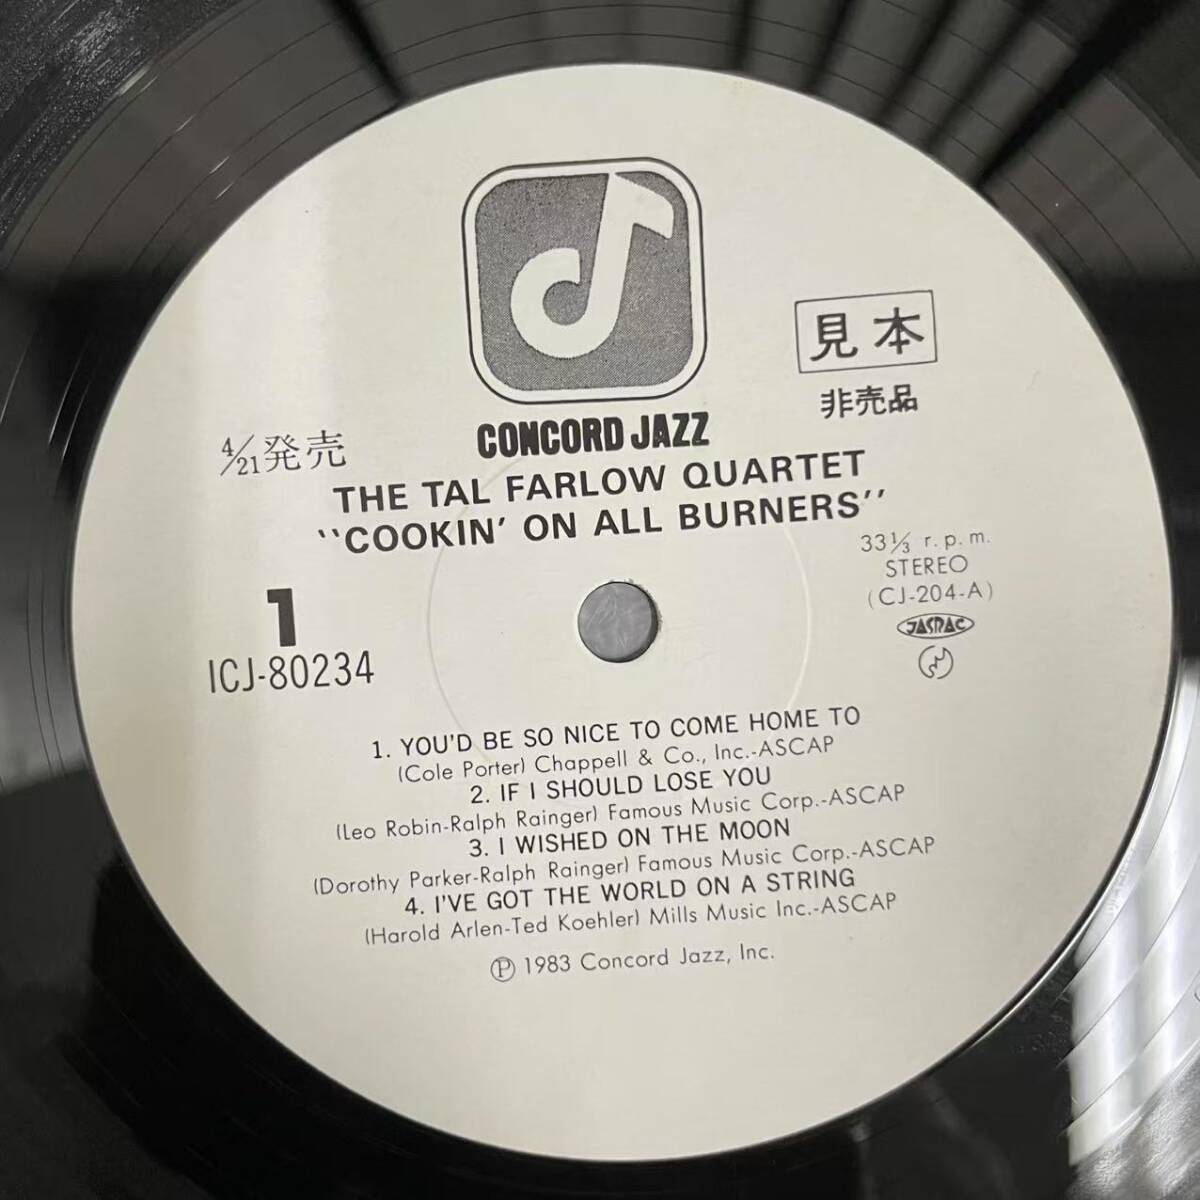 見本
非売品
CONCORD JAZZ
4/21発売
THE TAL FARLOW QUARTET
"COOKIN' ON ALL BURNERS"
33⅓ r.p.m.
STEREO
(CJ-204-A)
JASRAC
1
ICJ-80234
1. YOU'D BE SO NICE TO COME HOME TO
(Cole Porter) Chappell & Co., Inc.-ASCAP
2. IF I SHOULD LOSE YOU
(Leo Robin-Ralph Rainger) Famous Music Corp.-ASCAP
3. I WISHED ON THE MOON
(Dorothy Parker-Ralph Rainger) Famous Music Corp.-ASCAP
4. I'VE GOT THE WORLD ON A STRING
(Harold Arlen-Ted Koehler) Mills Music Inc.-ASCAP
Ⓟ 1983 Concord Jazz, Inc.